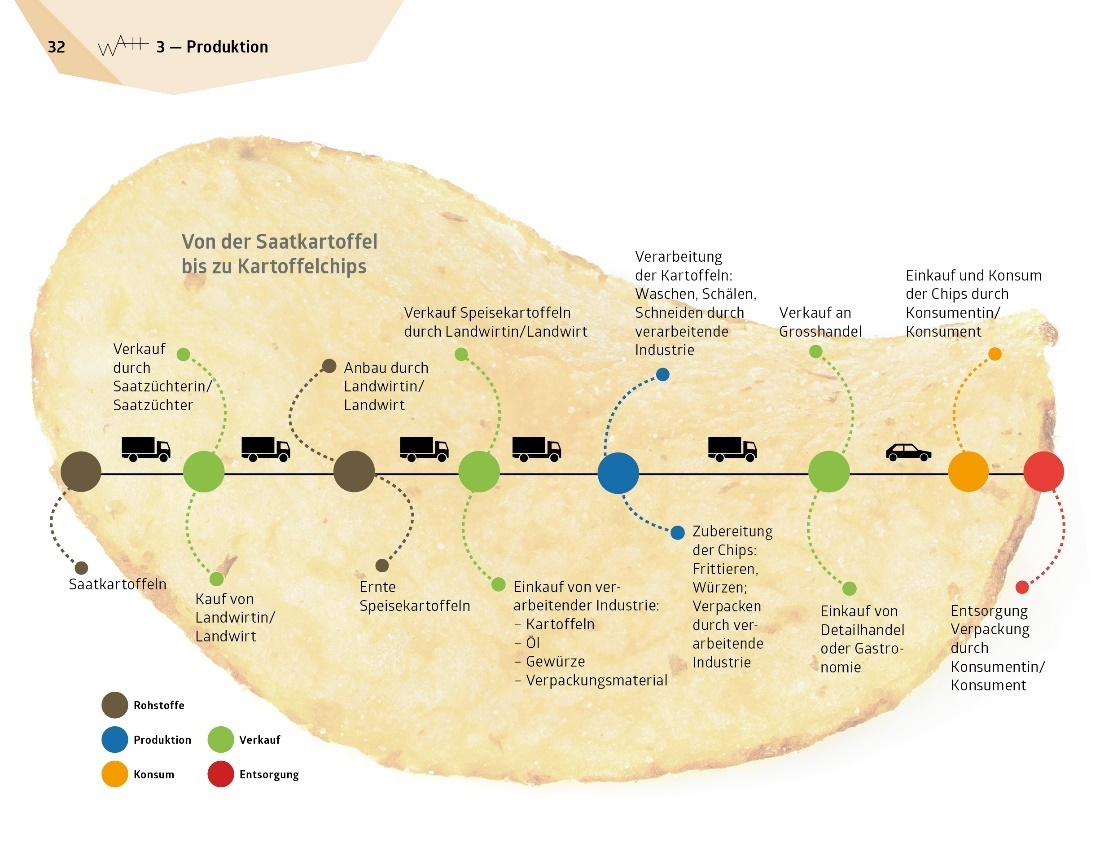 32
WAH 3 — Produktion
Von der Saatkartoffel
bis zu Kartoffelchips
Verkauf
durch
Saatzüchterin/
Saatzüchter
Anbau durch
Landwirtin/
Landwirt
Verkauf Speisekartoffeln
durch Landwirtin/Landwirt
Verarbeitung
der Kartoffeln:
Waschen, Schälen,
Schneiden durch
verarbeitende
Industrie
Verkauf an
Grosshandel
Einkauf und Konsum
der Chips durch
Konsumentin/
Konsument
Saatkartoffeln
Kauf von
Landwirtin/
Landwirt
Ernte
Speisekartoffeln
Einkauf von ver-
arbeitender Industrie:
– Kartoffeln
– Öl
– Gewürze
– Verpackungsmaterial
Zubereitung
der Chips:
Frittieren,
Würzen;
Verpacken
durch ver-
arbeitende
Industrie
Einkauf von
Detailhandel
oder Gastro-
nomie
Entsorgung
Verpackung
durch
Konsumentin/
Konsument
Rohstoffe
Produktion
Verkauf
Konsum
Entsorgung